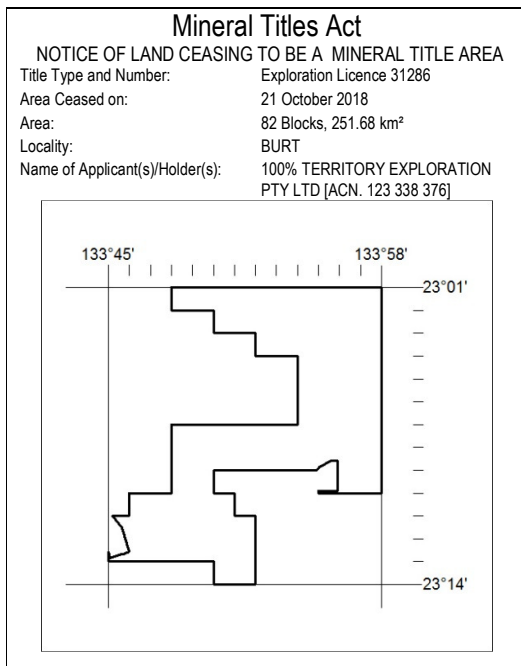 Mineral Titles Act
NOTICE OF LAND CEASING TO BE A MINERAL TITLE AREA
Title Type and Number: Exploration Licence 31286
Area Ceased on: 21 October 2018
Area: 82 Blocks, 251.68 km²
Locality: BURT
Name of Applicant(s)/Holder(s): 100% TERRITORY EXPLORATION
PTY LTD [ACN. 123 338 376]
133°45' 133°58'
23°01'
23°14'